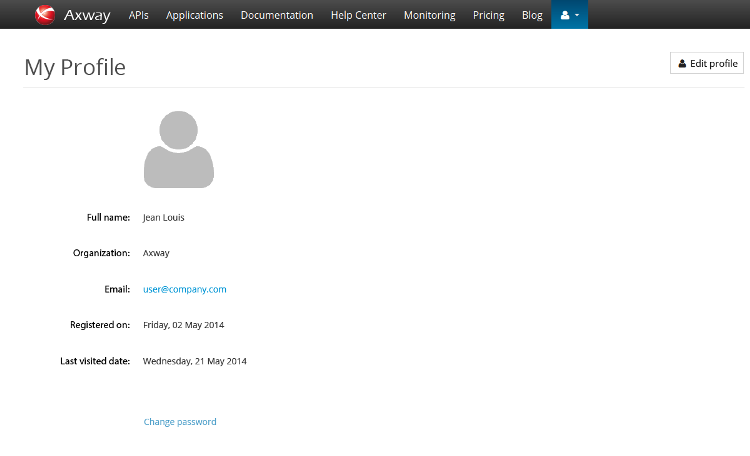 Axway APIs Applications Documentation Help Center Monitoring Pricing Blog
My Profile
Edit profile
Full name: Jean Louis
Organization: Axway
Email: user@company.com
Registered on: Friday, 02 May 2014
Last visited date: Wednesday, 21 May 2014
Change password